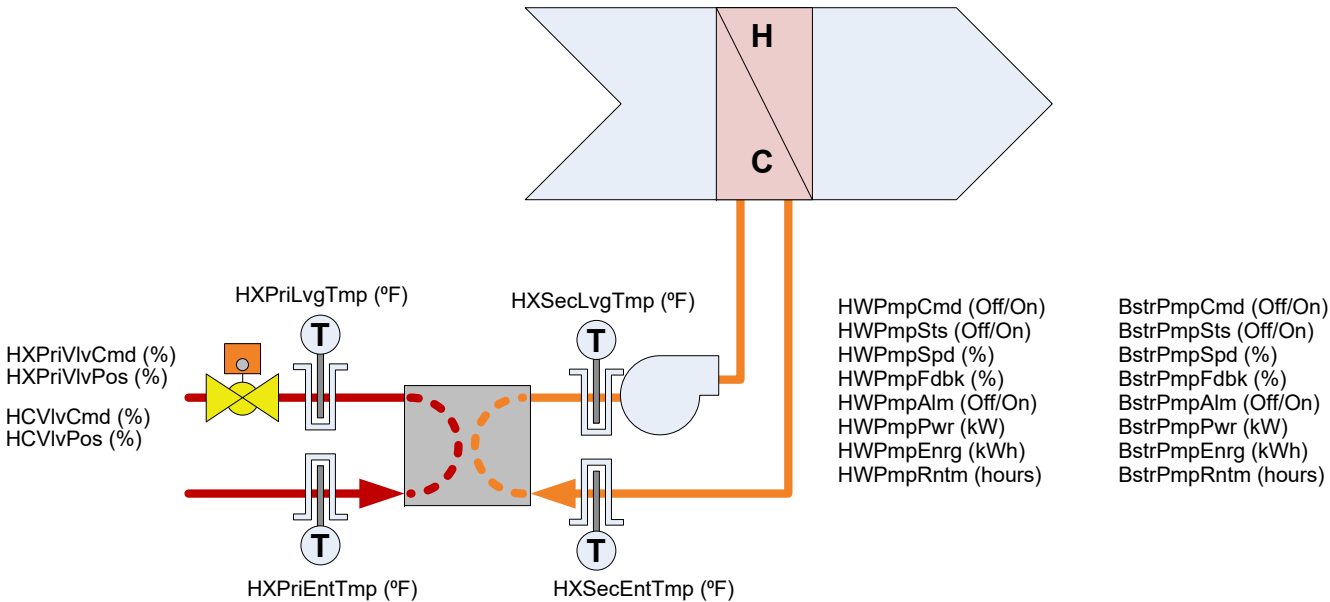 H
C
HXPriLvgTmp (ºF)
HXSecLvgTmp (ºF)
T
T
HXPriVlvCmd (%)
HXPriVlvPos (%)
HCVlvCmd (%)
HCVlvPos (%)
HWPmpCmd (Off/On)
HWPmpSts (Off/On)
HWPmpSpd (%)
HWPmpFdbk (%)
HWPmpAlm (Off/On)
HWPmpPwr (kW)
HWPmpEnrg (kWh)
HWPmpRntm (hours)
BstrPmpCmd (Off/On)
BstrPmpSts (Off/On)
BstrPmpSpd (%)
BstrPmpFdbk (%)
BstrPmpAlm (Off/On)
BstrPmpPwr (kW)
BstrPmpEnrg (kWh)
BstrPmpRntm (hours)
T
T
HXPriEntTmp (ºF)
HXSecEntTmp (ºF)